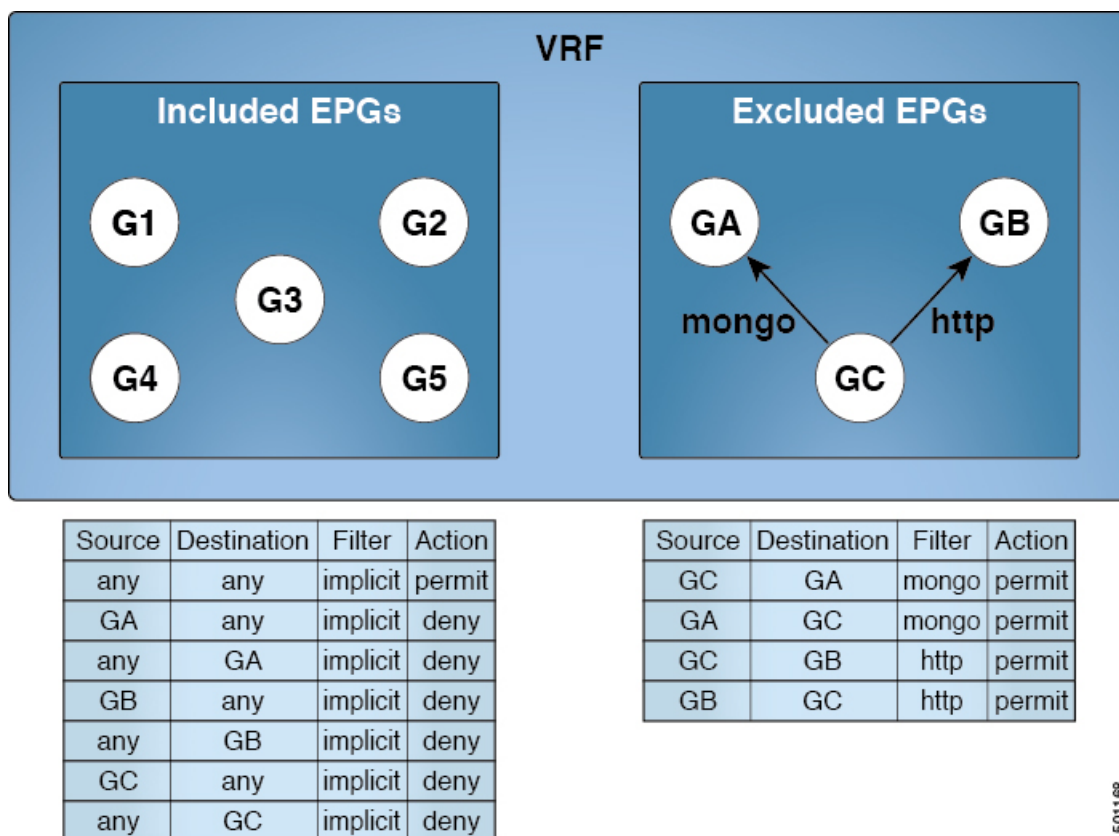 VRF
Included EPGs
G1
G2
G3
G4
G5
Excluded EPGs
GA
GB
mongo
http
GC
Source Destination Filter Action
any any implicit permit
GA any implicit deny
any GA implicit deny
GB any implicit deny
any GB implicit deny
GC any implicit deny
any GC implicit deny
Source Destination Filter Action
GC GA mongo permit
GA GC mongo permit
GC GB http permit
GB GC http permit